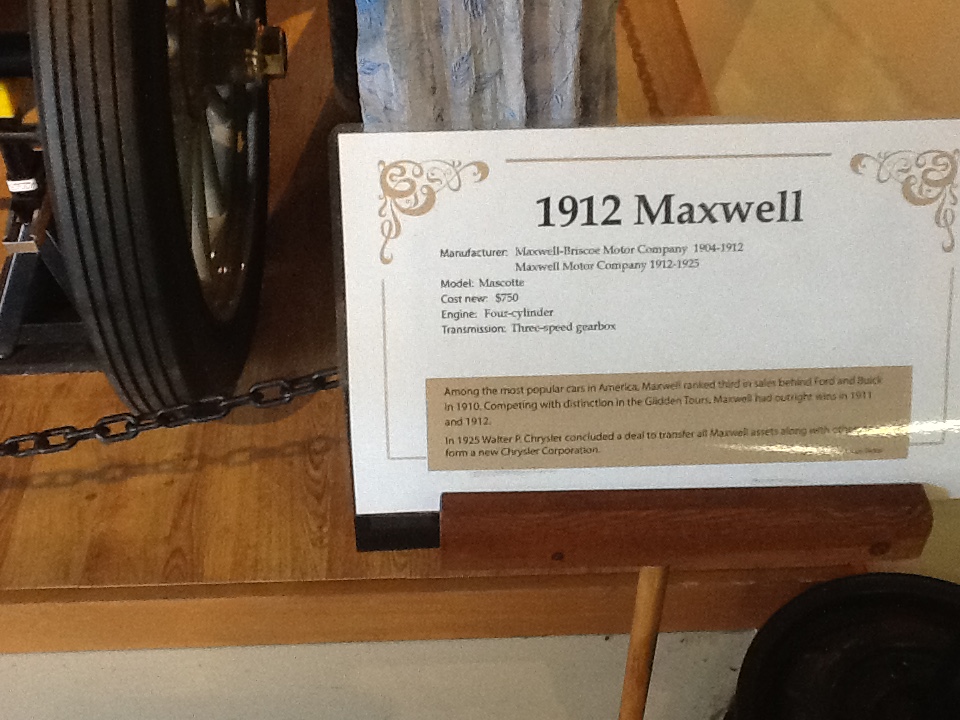 1912 Maxwell
Manufacturer: Maxwell-Briscoe Motor Company 1904-1912
Maxwell Motor Company 1912-1925
Model: Mascotte
Cost new: $750
Engine: Four-cylinder
Transmission: Three-speed gearbox
Among the most popular cars in America, Maxwell ranked third in sales behind Ford and Buick
in 1910. Competing with distinction in the Glidden Tours, Maxwell had outright wins in 1911
and 1912.
In 1925 Walter P. Chrysler concluded a deal to transfer all Maxwell assets along with
form a new Chrysler Corporation.